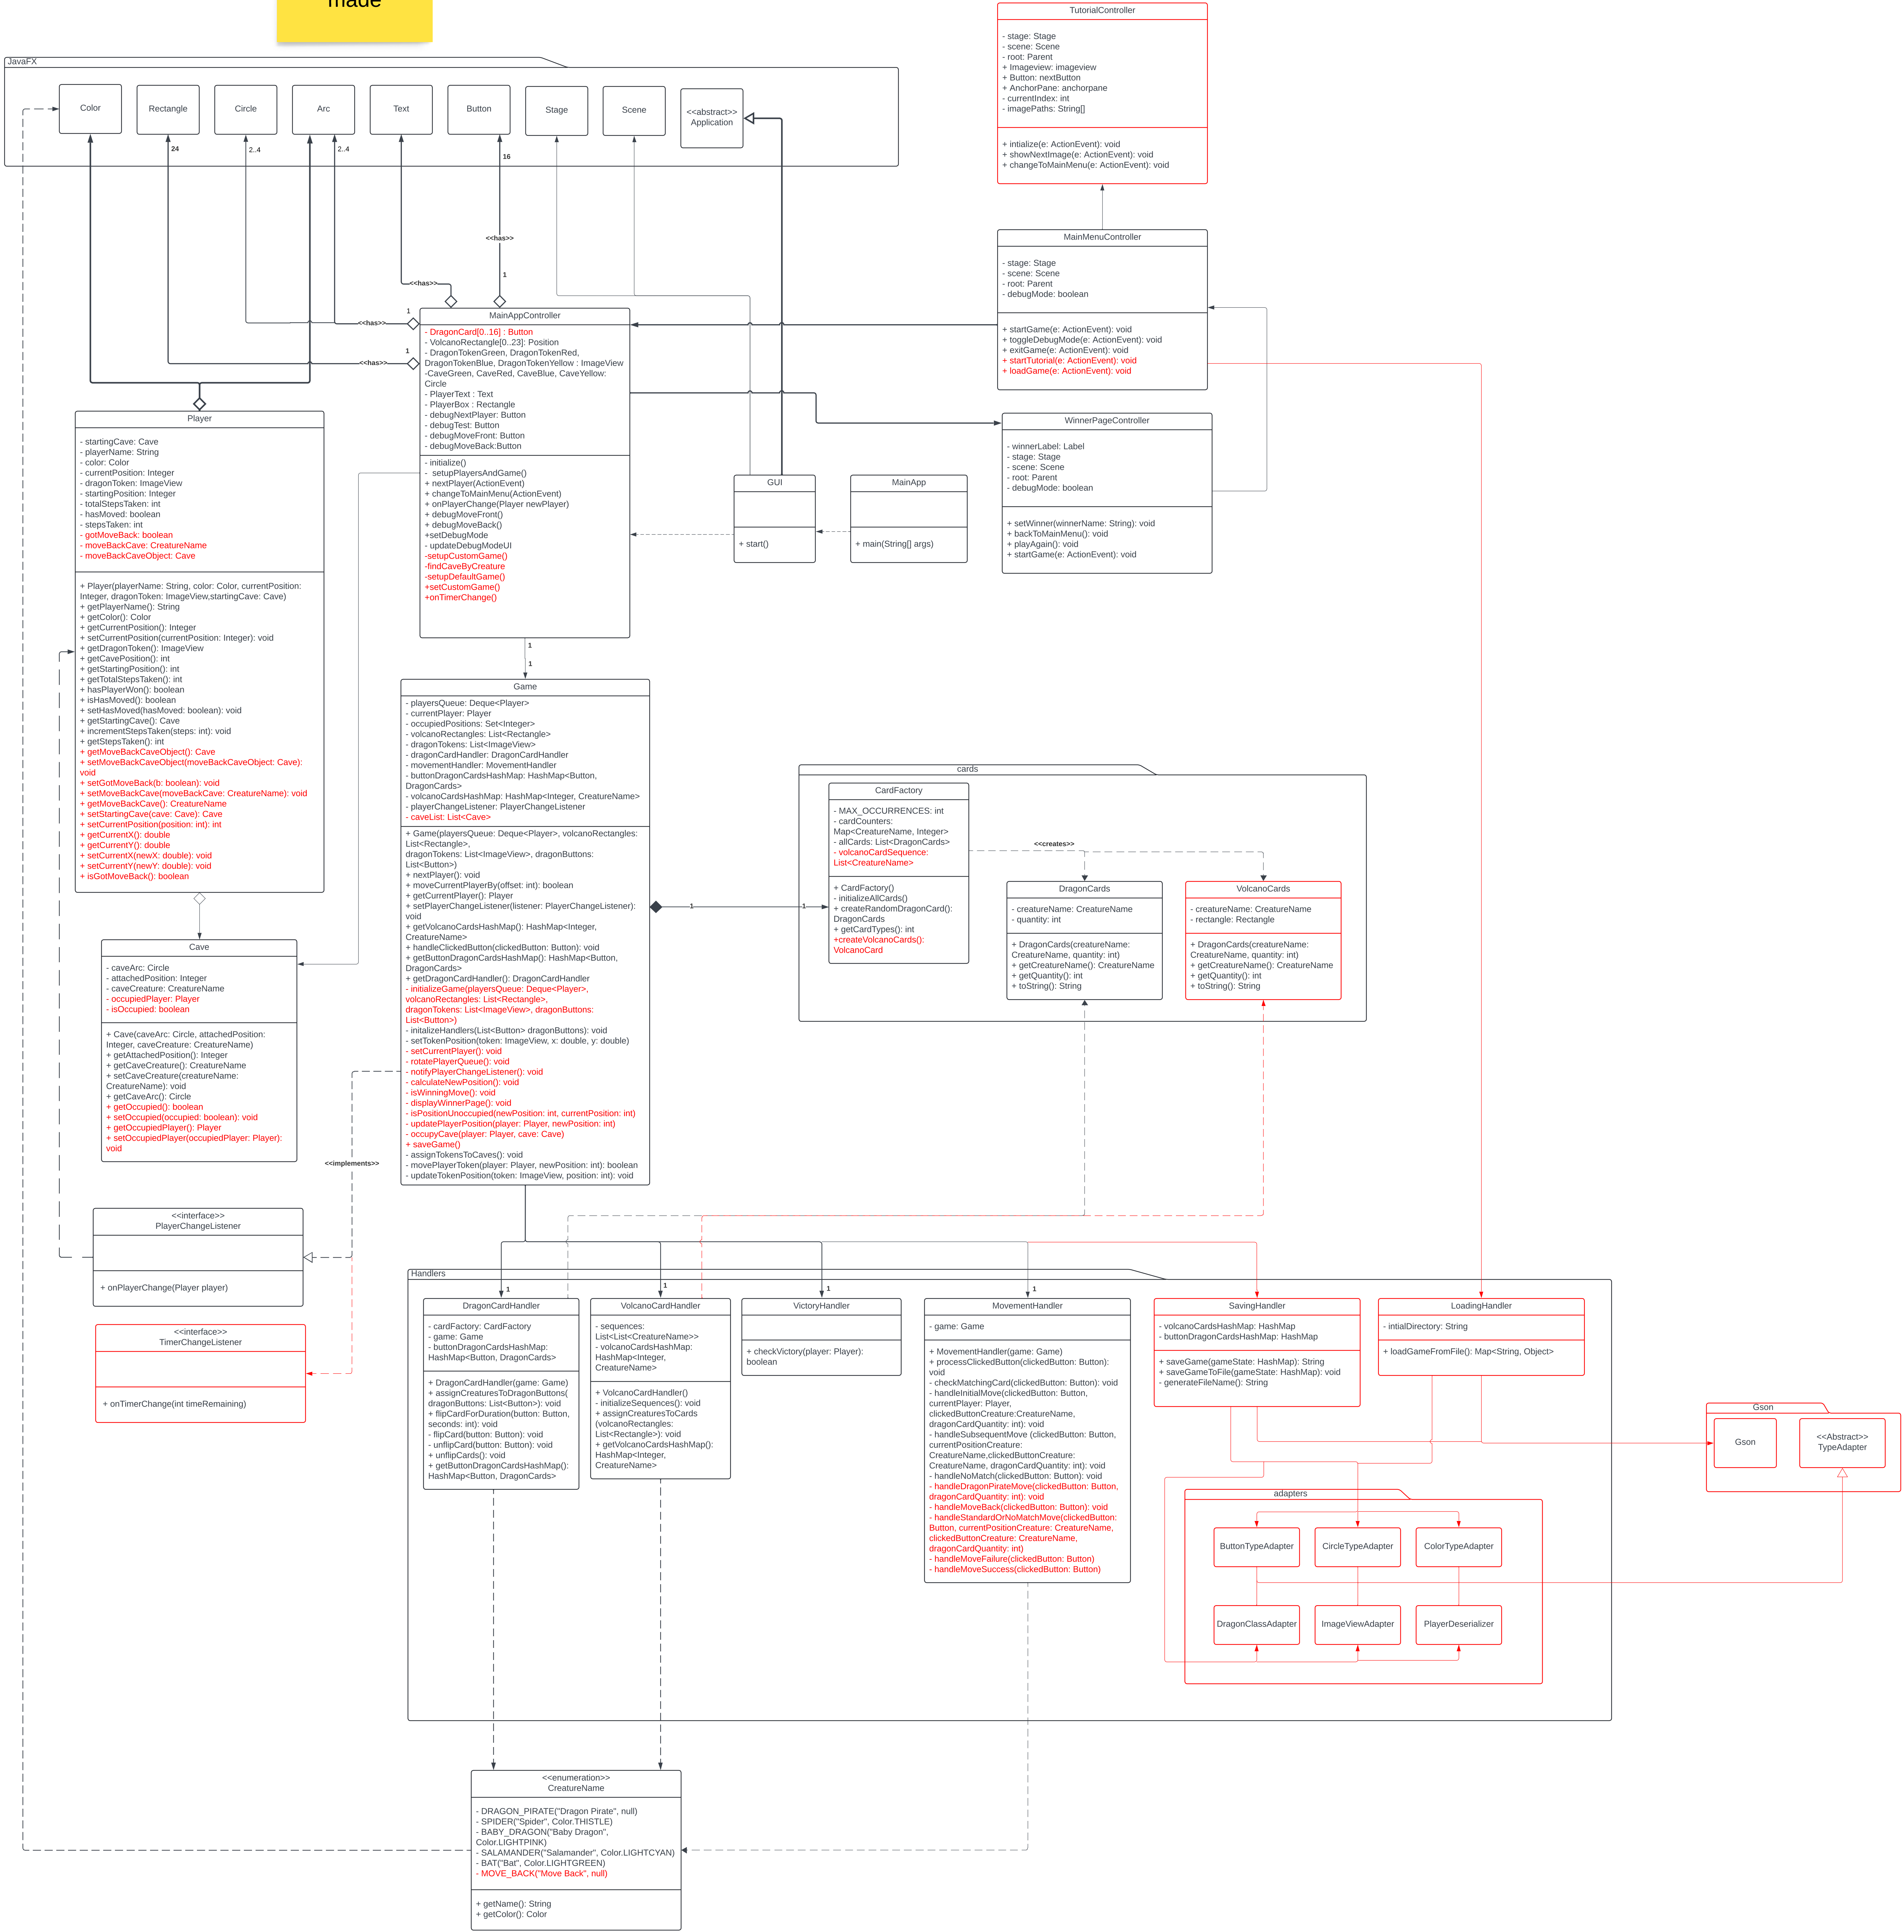 made
JavaFX
Color
Rectangle
Circle
Arc
Text
Button
Stage
Scene
<<abstract>>
Application
24
2..4
2..4
16
<<has>>
1
<<has>>
1
<<has>>
1
<<has>>
TutorialController
- stage: Stage
- scene: Scene
- root: Parent
+ Imageview: imageview
+ Button: nextButton
+ AnchorPane: anchorpane
- currentIndex: int
- imagePaths: String[]
+ intialize(e: ActionEvent): void
+ showNextImage(e: ActionEvent): void
+ changeToMainMenu(e: ActionEvent): void
MainMenuController
- stage: Stage
- scene: Scene
- root: Parent
- debugMode: boolean
+ startGame(e: ActionEvent): void
+ toggleDebugMode(e: ActionEvent): void
+ exitGame(e: ActionEvent): void
+ startTutorial(e: ActionEvent): void
+ loadGame(e: ActionEvent): void
MainAppController
- DragonCard[0..16] : Button
- VolcanoRectangle[0..23]: Position
- DragonTokenGreen, DragonTokenRed,
DragonTokenBlue, DragonTokenYellow : ImageView
-CaveGreen, CaveRed, CaveBlue, CaveYellow:
Circle
- PlayerText : Text
- PlayerBox : Rectangle
- debugNextPlayer: Button
- debugTest: Button
- debugMoveFront: Button
- debugMoveBack:Button
- initialize()
-  setupPlayersAndGame()
+ nextPlayer(ActionEvent)
+ changeToMainMenu(ActionEvent)
+ onPlayerChange(Player newPlayer)
+ debugMoveFront()
+ debugMoveBack()
+setDebugMode
- updateDebugModeUI
-setupCustomGame()
-findCaveByCreature
-setupDefaultGame()
+setCustomGame()
+onTimerChange()
WinnerPageController
- winnerLabel: Label
- stage: Stage
- scene: Scene
- root: Parent
- debugMode: boolean
+ setWinner(winnerName: String): void
+ backToMainMenu(): void
+ playAgain(): void
+ startGame(e: ActionEvent): void
GUI
+ start()
MainApp
+ main(String[] args)
Player
- startingCave: Cave
- playerName: String
- color: Color
- currentPosition: Integer
- dragonToken: ImageView
- startingPosition: Integer
- totalStepsTaken: int
- hasMoved: boolean
- stepsTaken: int
- gotMoveBack: boolean
- moveBackCave: CreatureName
- moveBackCaveObject: Cave
+ Player(playerName: String, color: Color, currentPosition:
Integer, dragonToken: ImageView,startingCave: Cave)
+ getPlayerName(): String
+ getColor(): Color
+ getCurrentPosition(): Integer
+ setCurrentPosition(currentPosition: Integer): void
+ getDragonToken(): ImageView
+ getCavePosition(): int
+ getStartingPosition(): int
+ getTotalStepsTaken(): int
+ hasPlayerWon(): boolean
+ isHasMoved(): boolean
+ setHasMoved(hasMoved: boolean): void
+ getStartingCave(): Cave
+ incrementStepsTaken(steps: int): void
+ getStepsTaken(): int
+ getMoveBackCaveObject(): Cave
+ setMoveBackCaveObject(moveBackCaveObject: Cave):
void
+ setGotMoveBack(b: boolean): void
+ setMoveBackCave(moveBackCave: CreatureName): void
+ getMoveBackCave(): CreatureName
+ setStartingCave(cave: Cave): Cave
+ setCurrentPosition(position: int): int
+ getCurrentX(): double
+ getCurrentY(): double
+ setCurrentX(newX: double): void
+ setCurrentY(newY: double): void
+ isGotMoveBack(): boolean
1
1
Game
- playersQueue: Deque<Player>
- currentPlayer: Player
- occupiedPositions: Set<Integer>
- volcanoRectangles: List<Rectangle>
- dragonTokens: List<ImageView>
- dragonCardHandler: DragonCardHandler
- movementHandler: MovementHandler
- buttonDragonCardsHashMap: HashMap<Button,
DragonCards>
- volcanoCardsHashMap: HashMap<Integer, CreatureName>
- playerChangeListener: PlayerChangeListener
- caveList: List<Cave>
+ Game(playersQueue: Deque<Player>, volcanoRectangles:
List<Rectangle>,
dragonTokens: List<ImageView>, dragonButtons:
List<Button>)
+ nextPlayer(): void
+ moveCurrentPlayerBy(offset: int): boolean
+ getCurrentPlayer(): Player
+ setPlayerChangeListener(listener: PlayerChangeListener):
void
+ getVolcanoCardsHashMap(): HashMap<Integer,
CreatureName>
+ handleClickedButton(clickedButton: Button): void
+ getButtonDragonCardsHashMap(): HashMap<Button,
DragonCards>
+ getDragonCardHandler(): DragonCardHandler
- initializeGame(playersQueue: Deque<Player>,
volcanoRectangles: List<Rectangle>,
dragonTokens: List<ImageView>, dragonButtons:
List<Button>)
- initalizeHandlers(List<Button> dragonButtons): void
- setTokenPosition(token: ImageView, x: double, y: double)
- setCurrentPlayer(): void
- rotatePlayerQueue(): void
- notifyPlayerChangeListener(): void
- calculateNewPosition(): void
- isWinningMove(): void
- displayWinnerPage(): void
- isPositionUnoccupied(newPosition: int, currentPosition: int)
- updatePlayerPosition(player: Player, newPosition: int)
- occupyCave(player: Player, cave: Cave)
+ saveGame()
- assignTokensToCaves(): void
- movePlayerToken(player: Player, newPosition: int): boolean
- updateTokenPosition(token: ImageView, position: int): void
1
1
cards
CardFactory
- MAX_OCCURRENCES: int
- cardCounters:
Map<CreatureName, Integer>
- allCards: List<DragonCards>
- volcanoCardSequence:
List<CreatureName>
+ CardFactory()
- initializeAllCards()
+ createRandomDragonCard():
DragonCards
+ getCardTypes(): int
+createVolcanoCards():
VolcanoCard
<<creates>>
DragonCards
- creatureName: CreatureName
- quantity: int
+ DragonCards(creatureName:
CreatureName, quantity: int)
+ getCreatureName(): CreatureName
+ getQuantity(): int
+ toString(): String
VolcanoCards
- creatureName: CreatureName
- rectangle: Rectangle
+ DragonCards(creatureName:
CreatureName, quantity: int)
+ getCreatureName(): CreatureName
+ getQuantity(): int
+ toString(): String
Cave
- caveArc: Circle
- attachedPosition: Integer
- caveCreature: CreatureName
- occupiedPlayer: Player
- isOccupied: boolean
+ Cave(caveArc: Circle, attachedPosition:
Integer, caveCreature: CreatureName)
+ getAttachedPosition(): Integer
+ getCaveCreature(): CreatureName
+ setCaveCreature(creatureName:
CreatureName): void
+ getCaveArc(): Circle
+ getOccupied(): boolean
+ setOccupied(occupied: boolean): void
+ getOccupiedPlayer(): Player
+ setOccupiedPlayer(occupiedPlayer: Player):
void
<<implements>>
<<interface>>
PlayerChangeListener
+ onPlayerChange(Player player)
<<interface>>
TimerChangeListener
+ onTimerChange(int timeRemaining)
Handlers
1
1
1
1
DragonCardHandler
- cardFactory: CardFactory
- game: Game
- buttonDragonCardsHashMap:
HashMap<Button, DragonCards>
+ DragonCardHandler(game: Game)
+ assignCreaturesToDragonButtons(
dragonButtons: List<Button>): void
+ flipCardForDuration(button: Button,
seconds: int): void
- flipCard(button: Button): void
- unflipCard(button: Button): void
+ unflipCards(): void
+ getButtonDragonCardsHashMap():
HashMap<Button, DragonCards>
VolcanoCardHandler
- sequences:
List<List<CreatureName>>
- volcanoCardsHashMap:
HashMap<Integer,
CreatureName>
+ VolcanoCardHandler()
- initializeSequences(): void
+ assignCreaturesToCards
(volcanoRectangles:
List<Rectangle>): void
+ getVolcanoCardsHashMap():
HashMap<Integer,
CreatureName>
VictoryHandler
+ checkVictory(player: Player):
boolean
MovementHandler
- game: Game
+ MovementHandler(game: Game)
+ processClickedButton(clickedButton: Button):
void
- checkMatchingCard(clickedButton: Button): void
- handleInitialMove(clickedButton: Button,
currentPlayer: Player,
clickedButtonCreature:CreatureName,
dragonCardQuantity: int): void
- handleSubsequentMove (clickedButton: Button,
currentPositionCreature:
CreatureName,clickedButtonCreature:
CreatureName, dragonCardQuantity: int): void
- handleNoMatch(clickedButton: Button): void
- handleDragonPirateMove(clickedButton: Button,
dragonCardQuantity: int): void
- handleMoveBack(clickedButton: Button): void
- handleStandardOrNoMatchMove(clickedButton:
Button, currentPositionCreature: CreatureName,
clickedButtonCreature: CreatureName,
dragonCardQuantity: int)
- handleMoveFailure(clickedButton: Button)
- handleMoveSuccess(clickedButton: Button)
SavingHandler
- volcanoCardsHashMap: HashMap
- buttonDragonCardsHashMap: HashMap
+ saveGame(gameState: HashMap): String
+ saveGameToFile(gameState: HashMap): void
- generateFileName(): String
LoadingHandler
- intialDirectory: String
+ loadGameFromFile(): Map<String, Object>
Gson
Gson
<<Abstract>>
TypeAdapter
adapters
ButtonTypeAdapter
CircleTypeAdapter
ColorTypeAdapter
DragonClassAdapter
ImageViewAdapter
PlayerDeserializer
<<enumeration>>
CreatureName
- DRAGON_PIRATE("Dragon Pirate", null)
- SPIDER("Spider", Color.THISTLE)
- BABY_DRAGON("Baby Dragon",
Color.LIGHTPINK)
- SALAMANDER("Salamander", Color.LIGHTCYAN)
- BAT("Bat", Color.LIGHTGREEN)
- MOVE_BACK("Move Back", null)
+ getName(): String
+ getColor(): Color